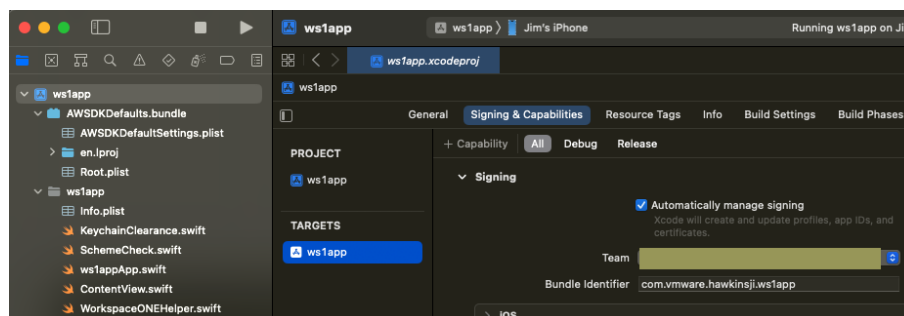 ws1app
ws1app
Jim's iPhone
Running ws1app on Ji
ws1app.xcodeproj
ws1app
ws1app
AWSSDKDefaults.bundle
AWSSDKDefaultSettings.plist
en.lproj
Root.plist
ws1app
Info.plist
KeychainClearance.swift
SchemeCheck.swift
ws1appApp.swift
ContentView.swift
WorkspaceONEHelper.swift
General
Signing & Capabilities
Resource Tags
Info
Build Settings
Build Phases
PROJECT
ws1app
TARGETS
ws1app
+ Capability
All
Debug
Release
Signing
Automatically manage signing
Xcode will create and update profiles, app IDs, and
certificates.
Team
Bundle Identifier
com.vmware.hawkinsji.ws1app
iOS